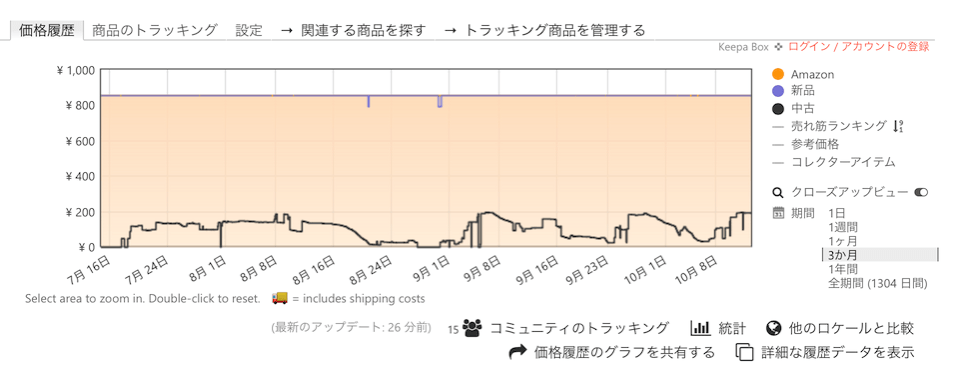 価格履歴 商品のトラッキング 設定 → 関連する商品を探す → トラッキング商品を管理する
Keepa Box ❖ ログイン / アカウントの登録
¥ 1,000
¥ 800
¥ 600
¥ 400
¥ 200
¥ 0
7月 16日 7月 24日 8月 1日 8月 8日 8月 16日 8月 24日 9月 1日 9月 8日 9月 16日 9月 23日 10月 1日 10月 8日
Amazon
新品
中古
売れ筋ランキング
参考価格
コレクターアイテム
クローズアップビュー
期間 1日
1週間
1ヶ月
3か月
1年間
全期間 (1304 日間)
Select area to zoom in. Double-click to reset. = includes shipping costs
(最新のアップデート: 26 分前) 15 コミュニティのトラッキング 統計 他のロケールと比較
価格履歴のグラフを共有する 詳細な履歴データを表示